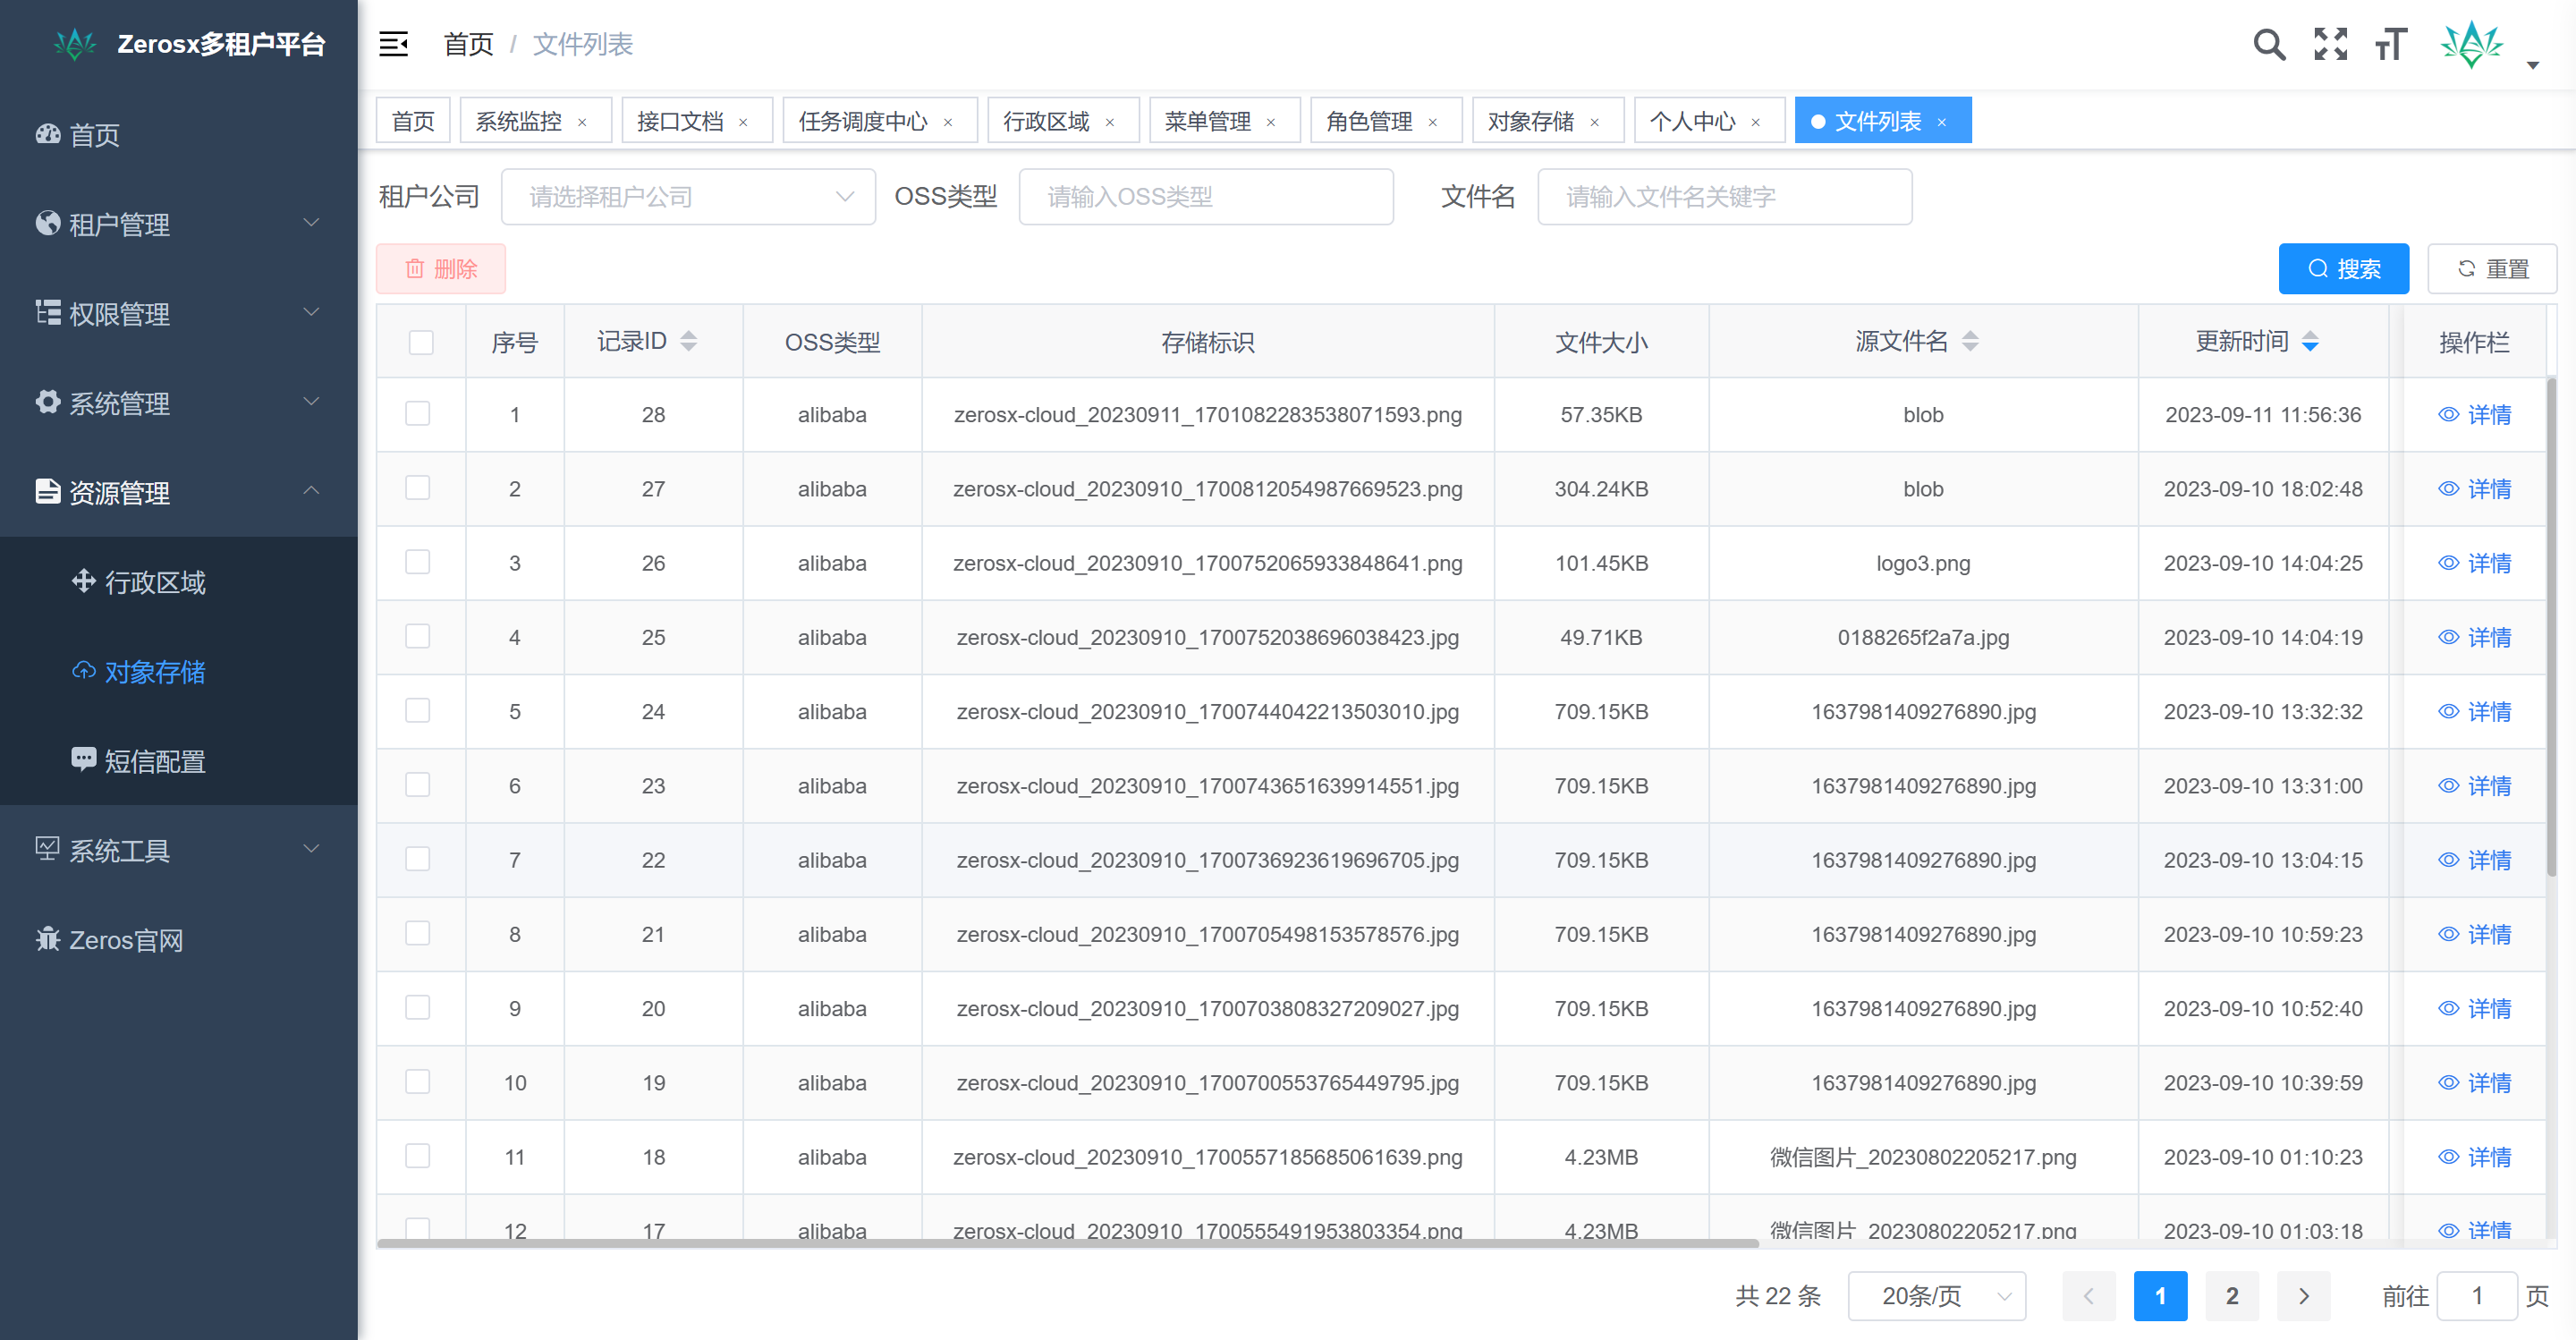 Zerosx多租户平台
首页 / 文件列表
首页
系统监控 ×
接口文档 ×
任务调度中心 ×
行政区域 ×
菜单管理 ×
角色管理 ×
对象存储 ×
个人中心 ×
文件列表 ×
首页
租户管理
权限管理
系统管理
资源管理
行政区域
对象存储
短信配置
系统工具
Zeros官网
租户公司 请选择租户公司 OSS类型 请输入OSS类型 文件名 请输入文件名关键字
删除 搜索 重置
序号 记录ID OSS类型 存储标识 文件大小 源文件名 更新时间 操作栏
1 28 alibaba zerosx-cloud_20230911_1701082283538071593.png 57.35KB blob 2023-09-11 11:56:36 详情
2 27 alibaba zerosx-cloud_20230910_1700812054987669523.png 304.24KB blob 2023-09-10 18:02:48 详情
3 26 alibaba zerosx-cloud_20230910_1700752065933848641.png 101.45KB logo3.png 2023-09-10 14:04:25 详情
4 25 alibaba zerosx-cloud_20230910_1700752038696038423.jpg 49.71KB 0188265f2a7a.jpg 2023-09-10 14:04:19 详情
5 24 alibaba zerosx-cloud_20230910_1700744042213503010.jpg 709.15KB 1637981409276890.jpg 2023-09-10 13:32:32 详情
6 23 alibaba zerosx-cloud_20230910_1700743651639914551.jpg 709.15KB 1637981409276890.jpg 2023-09-10 13:31:00 详情
7 22 alibaba zerosx-cloud_20230910_1700736923619696705.jpg 709.15KB 1637981409276890.jpg 2023-09-10 13:04:15 详情
8 21 alibaba zerosx-cloud_20230910_1700705498153578576.jpg 709.15KB 1637981409276890.jpg 2023-09-10 10:59:23 详情
9 20 alibaba zerosx-cloud_20230910_1700703808327209027.jpg 709.15KB 1637981409276890.jpg 2023-09-10 10:52:40 详情
10 19 alibaba zerosx-cloud_20230910_1700700553765449795.jpg 709.15KB 1637981409276890.jpg 2023-09-10 10:39:59 详情
11 18 alibaba zerosx-cloud_20230910_1700557185685061639.png 4.23MB 微信图片_20230802205217.png 2023-09-10 01:10:23 详情
12 17 alibaba zerosx-cloud_20230910_1700555491953803354.png 4.23MB 微信图片_20230802205217.png 2023-09-10 01:03:18 详情
共 22 条 20条/页 1 2 前往 1 页